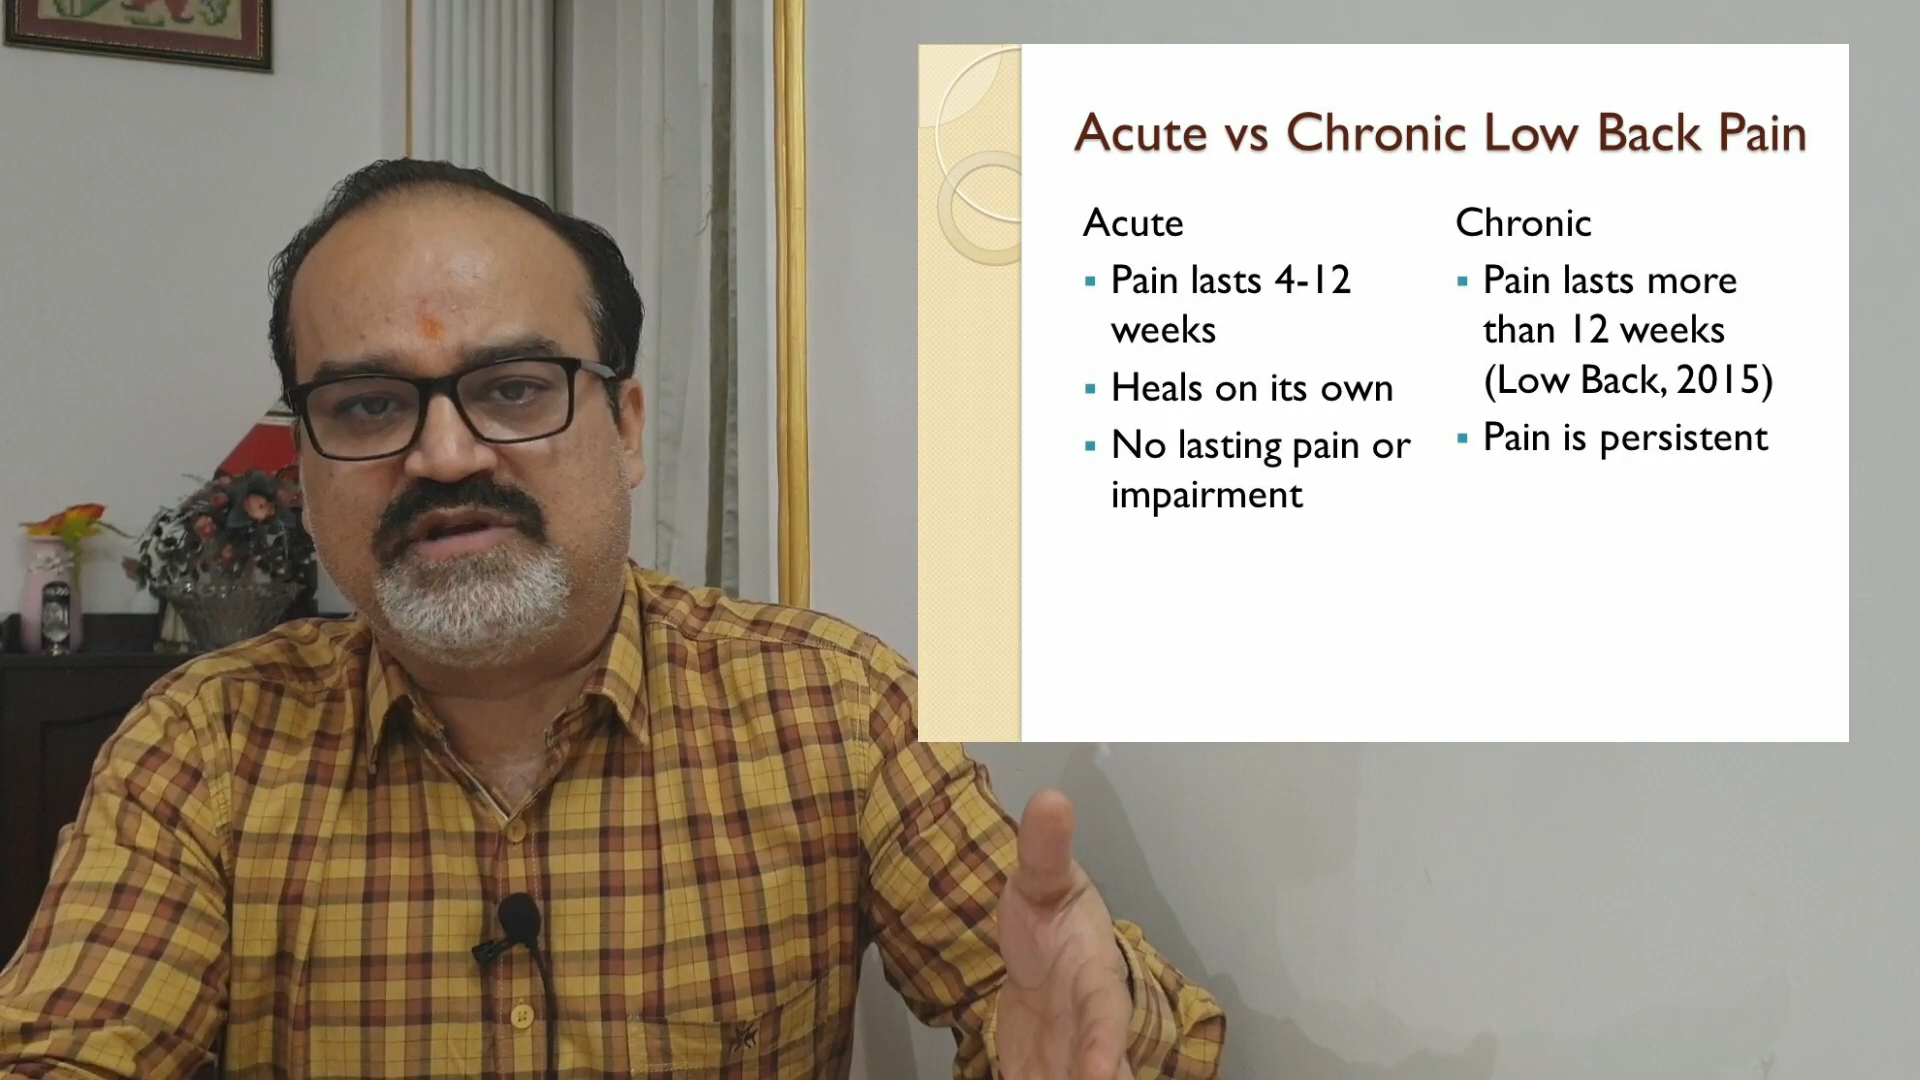 Acute vs Chronic Low Back Pain
Acute
▪ Pain lasts 4-12
weeks
▪ Heals on its own
▪ No lasting pain or
impairment
Chronic
▪ Pain lasts more
than 12 weeks
(Low Back, 2015)
▪ Pain is persistent